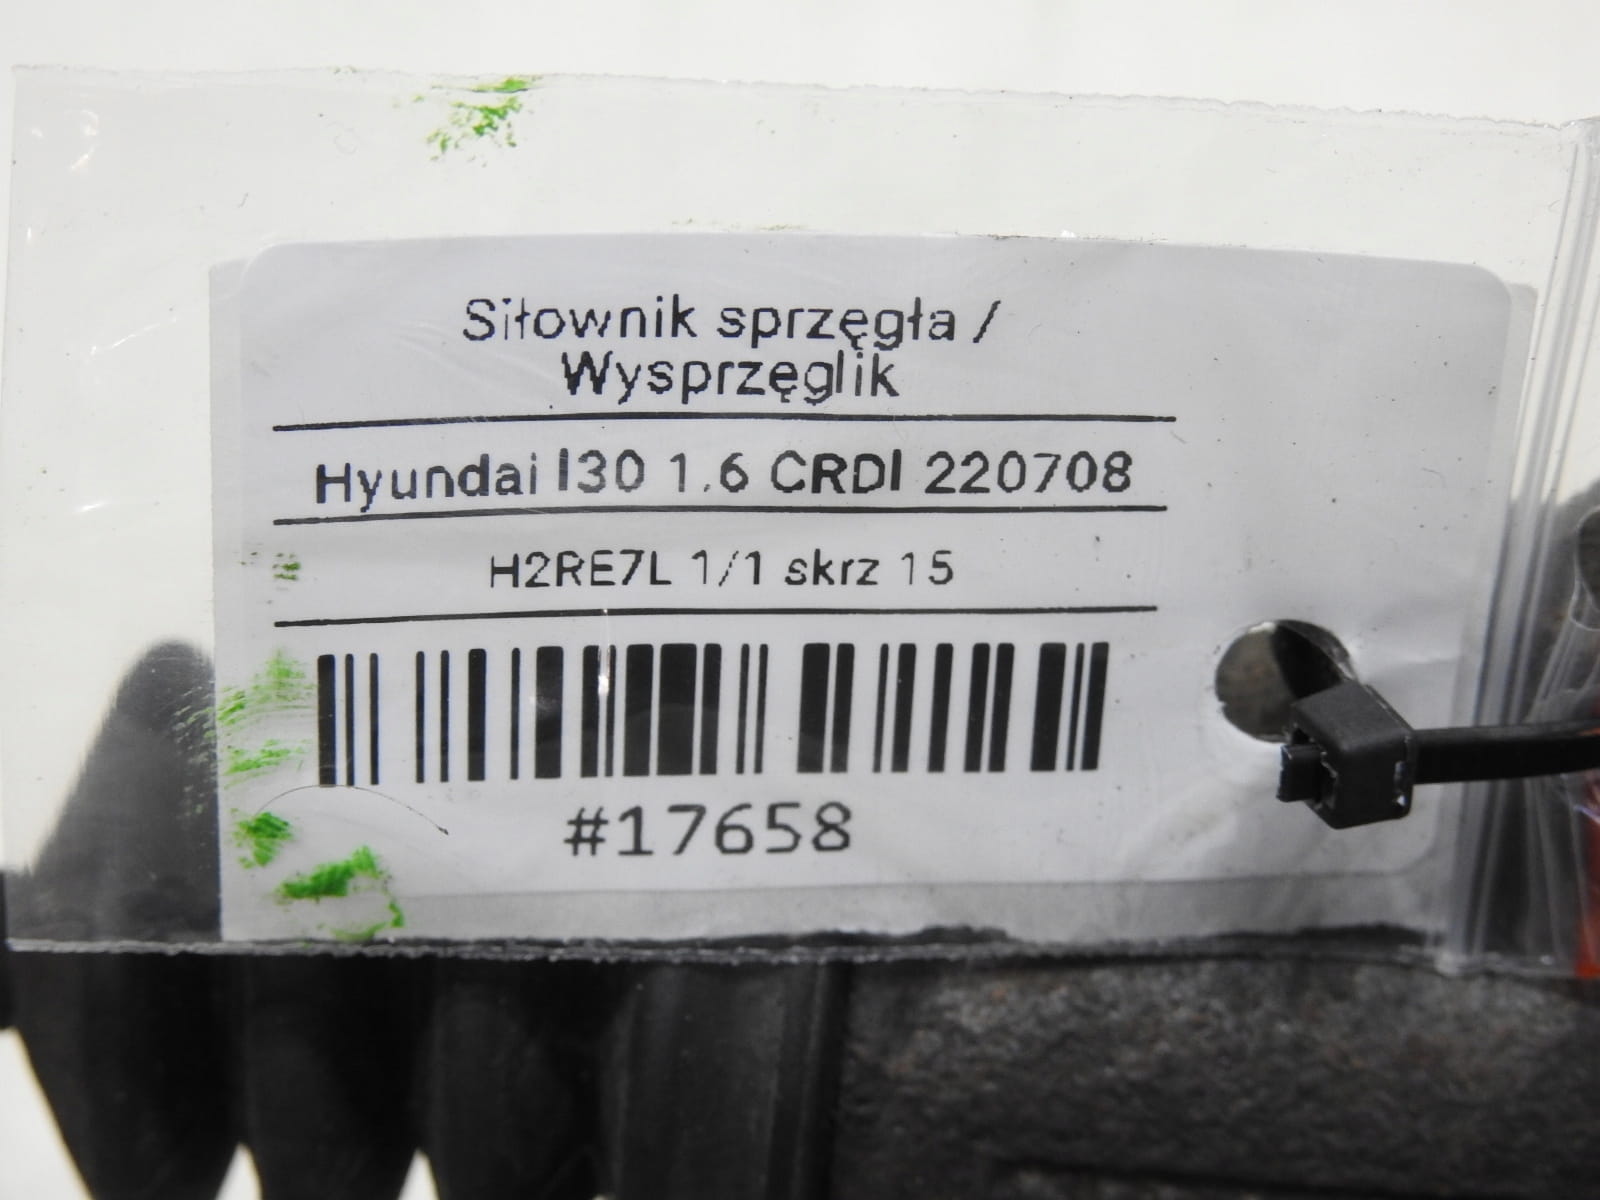 Siłownik sprzęgła /
Wysprzęglik
Hyundai I30 1.6 CRDI 220708
H2RE7L 1/1 skrz 15
#17658